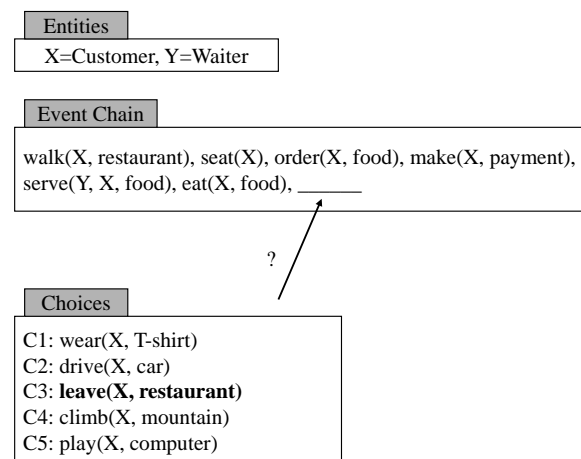 Entities
X=Customer, Y=Waiter
Event Chain
walk(X, restaurant), seat(X), order(X, food), make(X, payment),
serve(Y, X, food), eat(X, food), ______
?
Choices
C1: wear(X, T-shirt)
C2: drive(X, car)
C3: leave(X, restaurant)
C4: climb(X, mountain)
C5: play(X, computer)